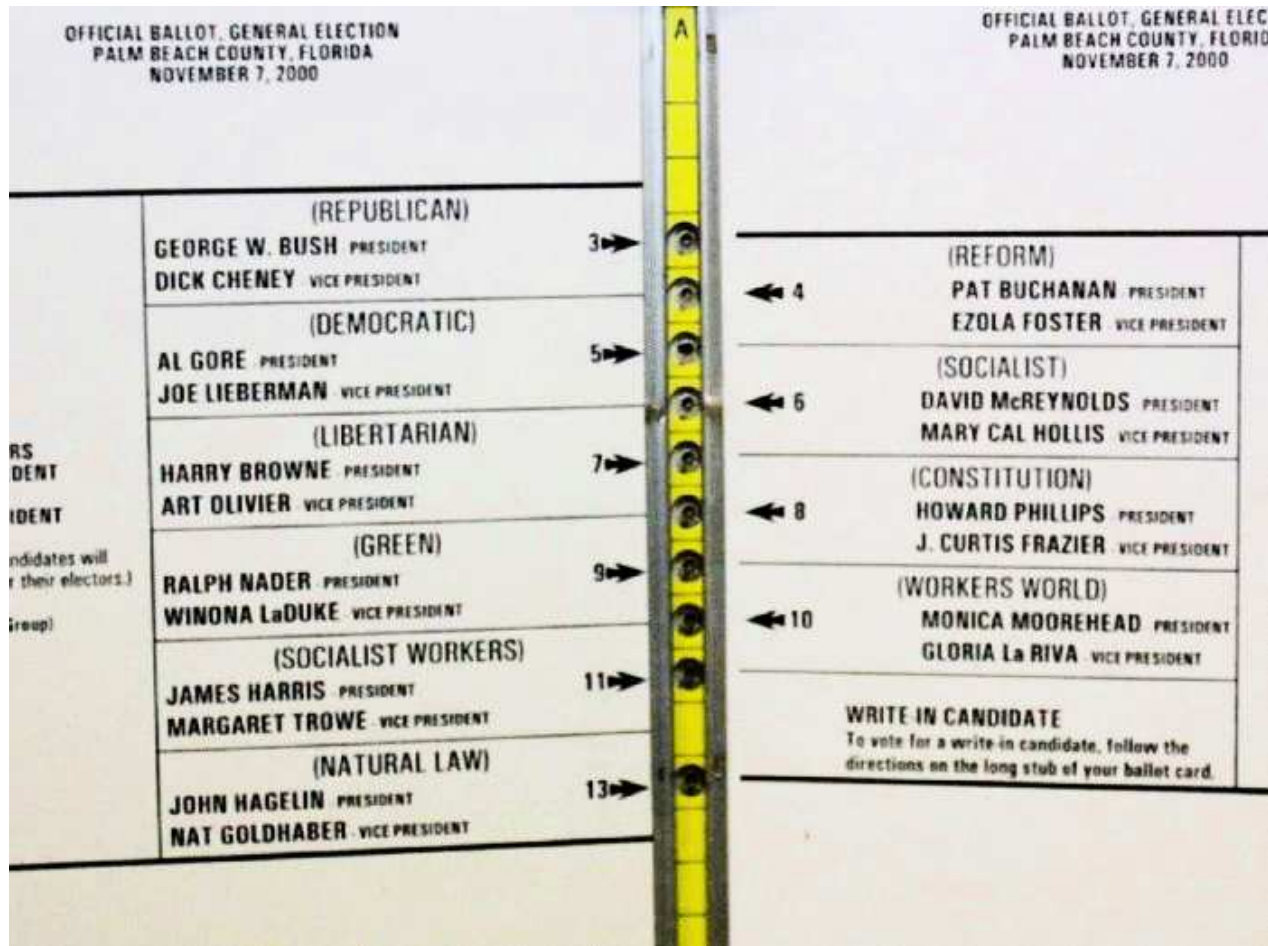 OFFICIAL BALLOT, GENERAL ELECTION
PALM BEACH COUNTY, FLORIDA
NOVEMBER 7, 2000
RS
DENT
IDENT
ndidates will
r their electors.)
Group)
(REPUBLICAN)
GEORGE W. BUSH PRESIDENT
DICK CHENEY VICE PRESIDENT
3
(DEMOCRATIC)
AL GORE PRESIDENT
JOE LIEBERMAN VICE PRESIDENT
5
(LIBERTARIAN)
HARRY BROWNE PRESIDENT
ART OLIVIER VICE PRESIDENT
7
(GREEN)
RALPH NADER PRESIDENT
WINONA LaDUKE VICE PRESIDENT
9
(SOCIALIST WORKERS)
JAMES HARRIS PRESIDENT
MARGARET TROWE VICE PRESIDENT
11
(NATURAL LAW)
JOHN HAGELIN PRESIDENT
NAT GOLDHABER VICE PRESIDENT
13
A
OFFICIAL BALLOT, GENERAL ELEC
PALM BEACH COUNTY, FLORID
NOVEMBER 7, 2000
(REFORM)
4 PAT BUCHANAN PRESIDENT
EZOLA FOSTER VICE PRESIDENT
(SOCIALIST)
6 DAVID McREYNOLDS PRESIDENT
MARY CAL HOLLIS VICE PRESIDENT
(CONSTITUTION)
8 HOWARD PHILLIPS PRESIDENT
J. CURTIS FRAZIER VICE PRESIDENT
(WORKERS WORLD)
10 MONICA MOOREHEAD PRESIDENT
GLORIA La RIVA VICE PRESIDENT
WRITE IN CANDIDATE
To vote for a write-in candidate, follow the
directions on the long stub of your ballot card.